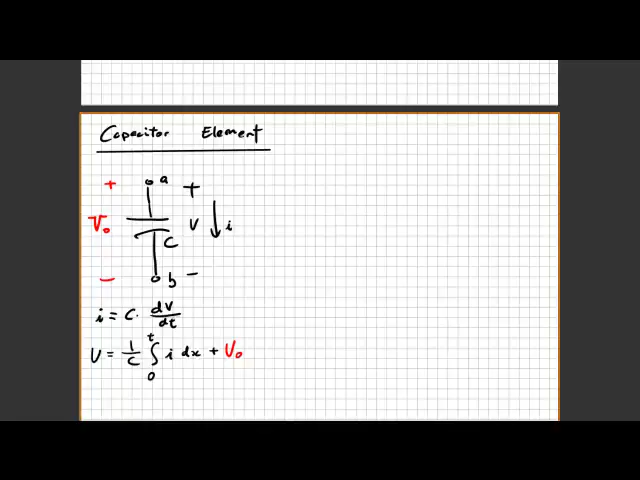 Capacitor Element
+ a +
V₀ C V i
− b −
i = C · dV/dt
V = 1/C ∫₀ᵗ i dx + V₀